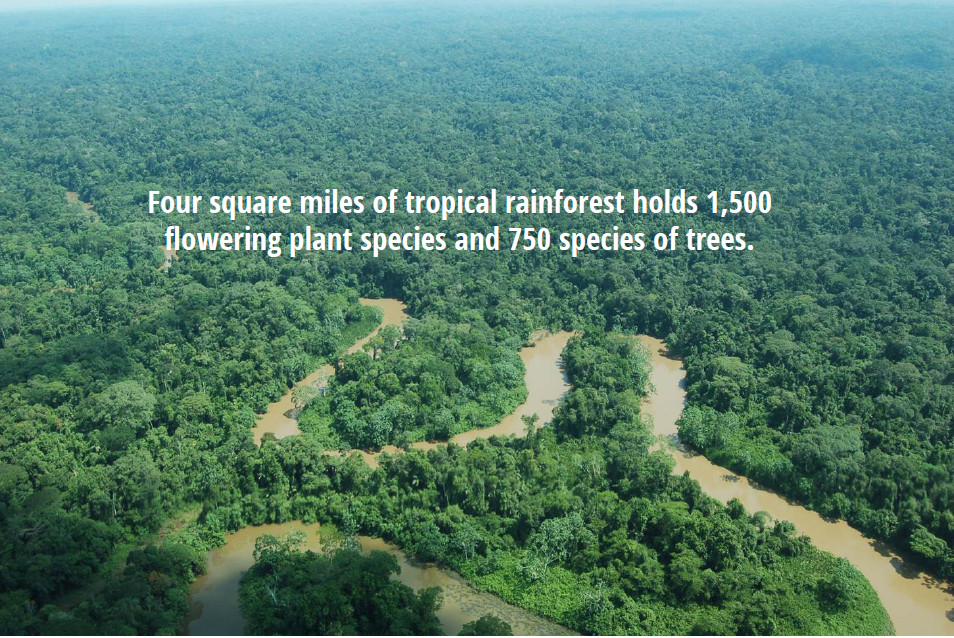 Four square miles of tropical rainforest holds 1,500
flowering plant species and 750 species of trees.